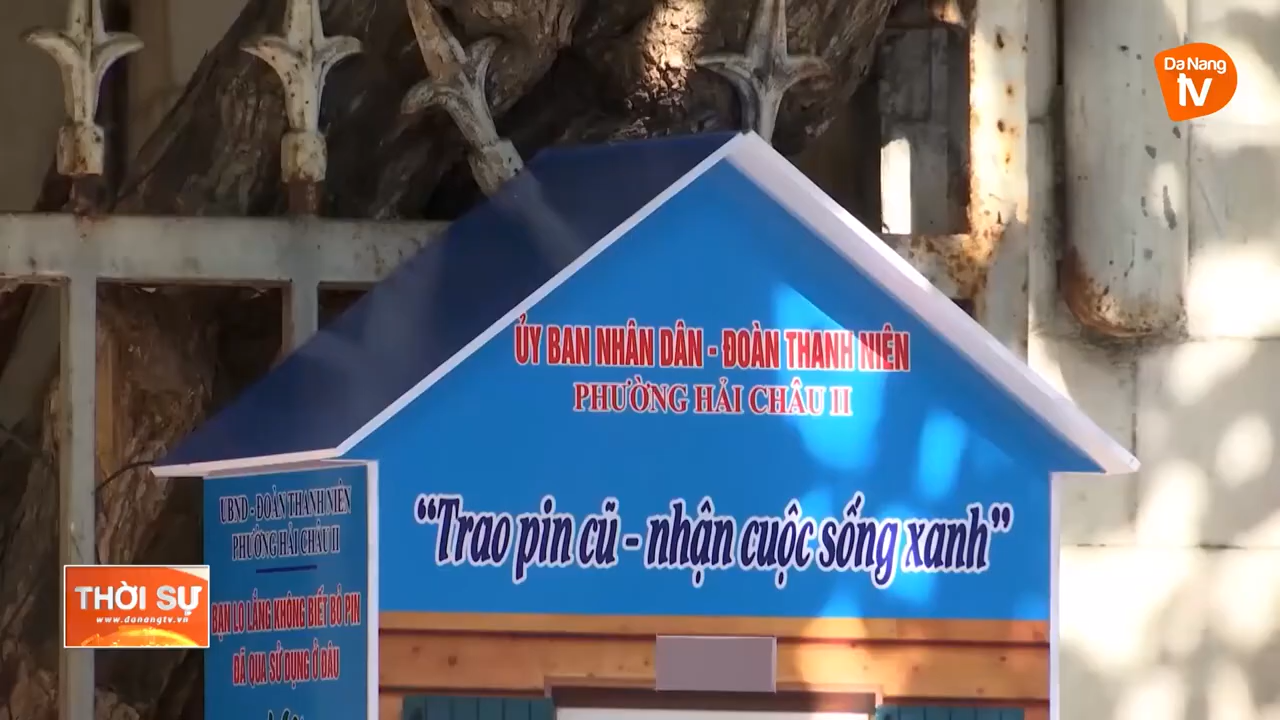 Da Nang
tv
ỦY BAN NHÂN DÂN - ĐOÀN THANH NIÊN
PHƯỜNG HẢI CHÂU II
“Trao pin cũ - nhận cuộc sống xanh”
UBND - ĐOÀN THANH NIÊN
PHƯỜNG HẢI CHÂU II
BẠN LO LẮNG KHÔNG BIẾT BỎ PIN
ĐÃ QUA SỬ DỤNG Ở ĐÂU
THỜI SỰ
www.danangtv.vn